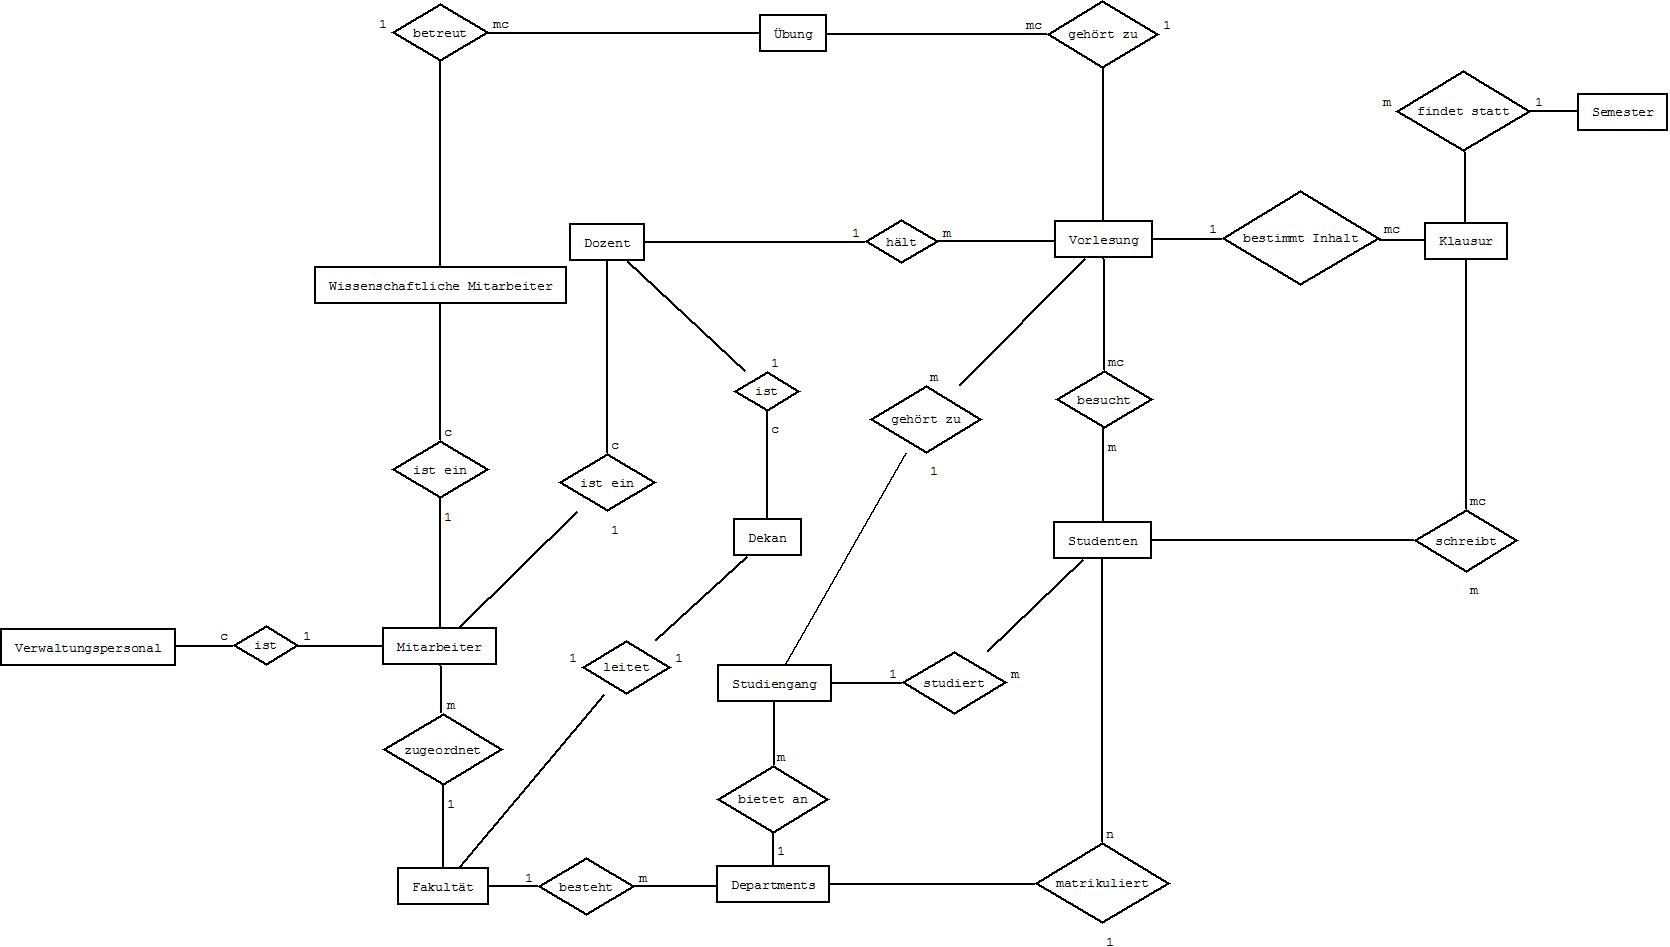 1
betreut
mc
Übung
mc
gehört zu
1
m
findet statt
1
Semester
Dozent
1
hält
m
Vorlesung
1
bestimmt Inhalt
mc
Klausur
Wissenschaftliche Mitarbeiter
1
ist
c
mc
besucht
m
m
gehört zu
1
c
ist ein
1
c
ist ein
1
Dekan
Studenten
mc
schreibt
m
Verwaltungspersonal
c
ist
1
Mitarbeiter
1
leitet
1
Studiengang
1
studiert
m
m
zugeordnet
1
m
bietet an
1
n
matrikuliert
1
Fakultät
1
besteht
m
Departments